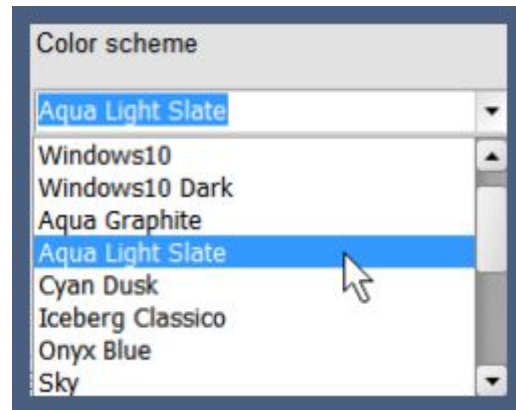 Color scheme
Aqua Light Slate
Windows10
Windows10 Dark
Aqua Graphite
Aqua Light Slate
Cyan Dusk
Iceberg Classico
Onyx Blue
Sky